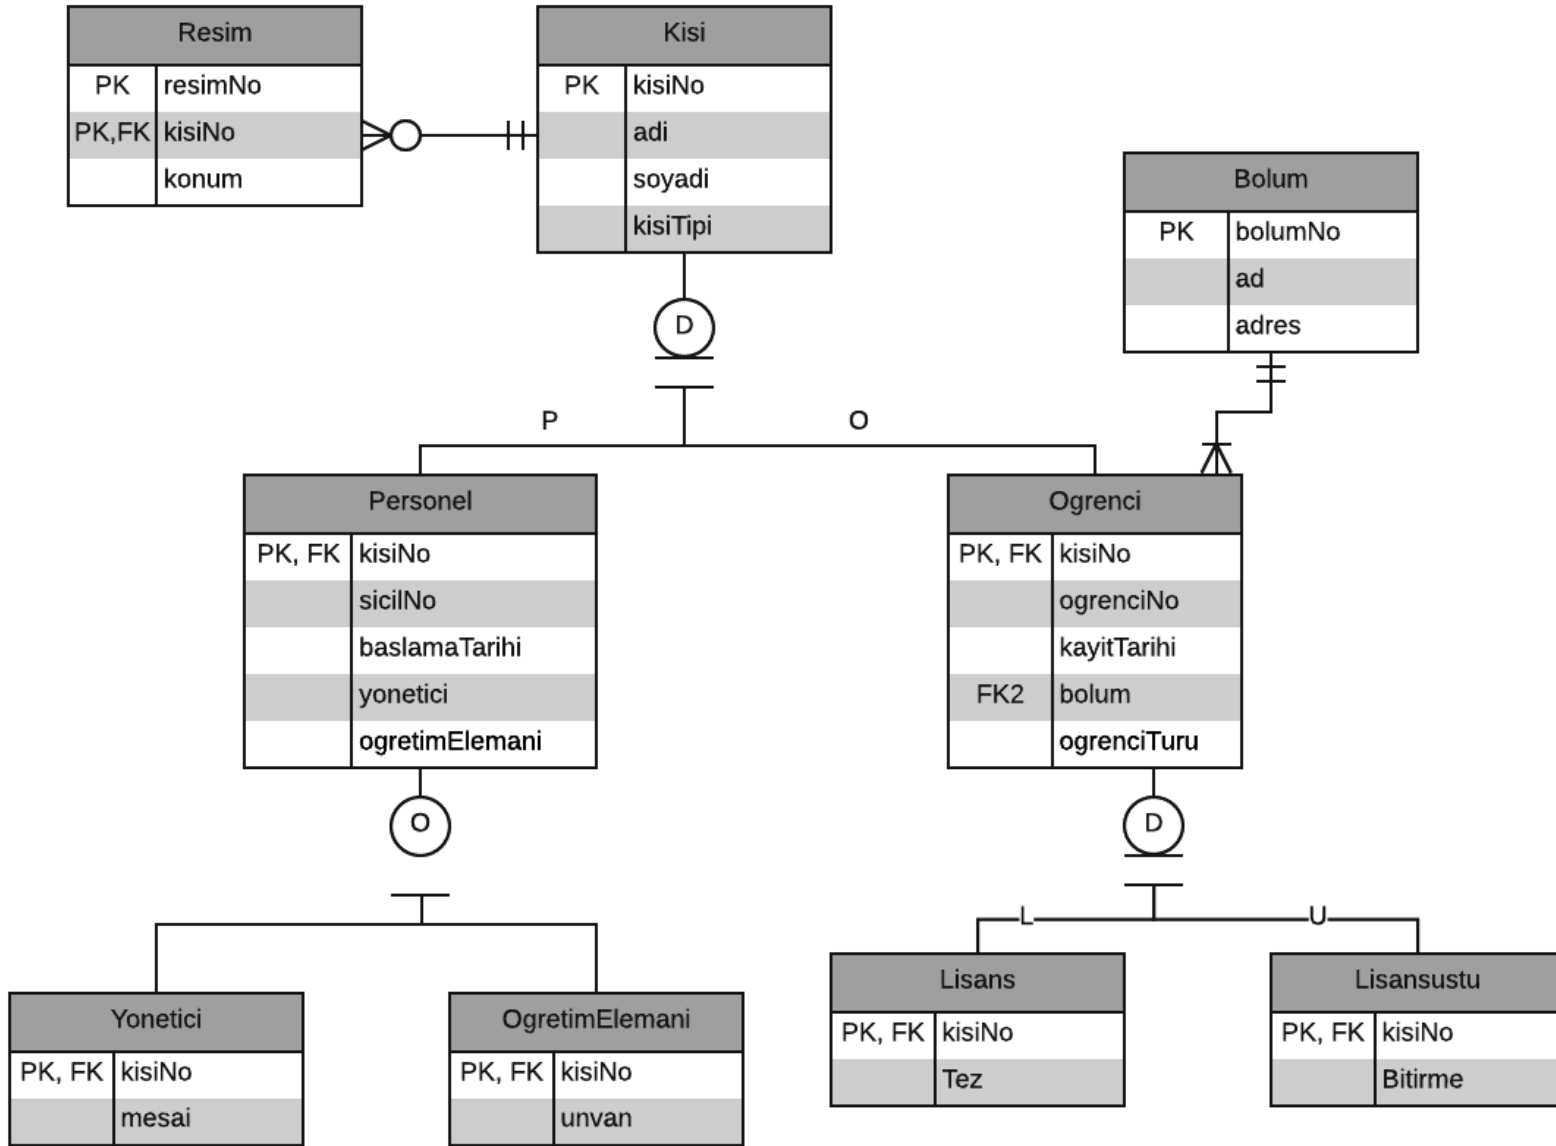 Resim
PK resimNo
PK,FK kisiNo
konum
Kisi
PK kisiNo
adi
soyadi
kisiTipi
Bolum
PK bolumNo
ad
adres
D
P O
Personel
PK, FK kisiNo
sicilNo
baslamaTarihi
yonetici
ogretimElemani
Ogrenci
PK, FK kisiNo
ogrenciNo
kayitTarihi
FK2 bolum
ogrenciTuru
O
D
L U
Yonetici
PK, FK kisiNo
mesai
OgretimElemani
PK, FK kisiNo
unvan
Lisans
PK, FK kisiNo
Tez
Lisansustu
PK, FK kisiNo
Bitirme